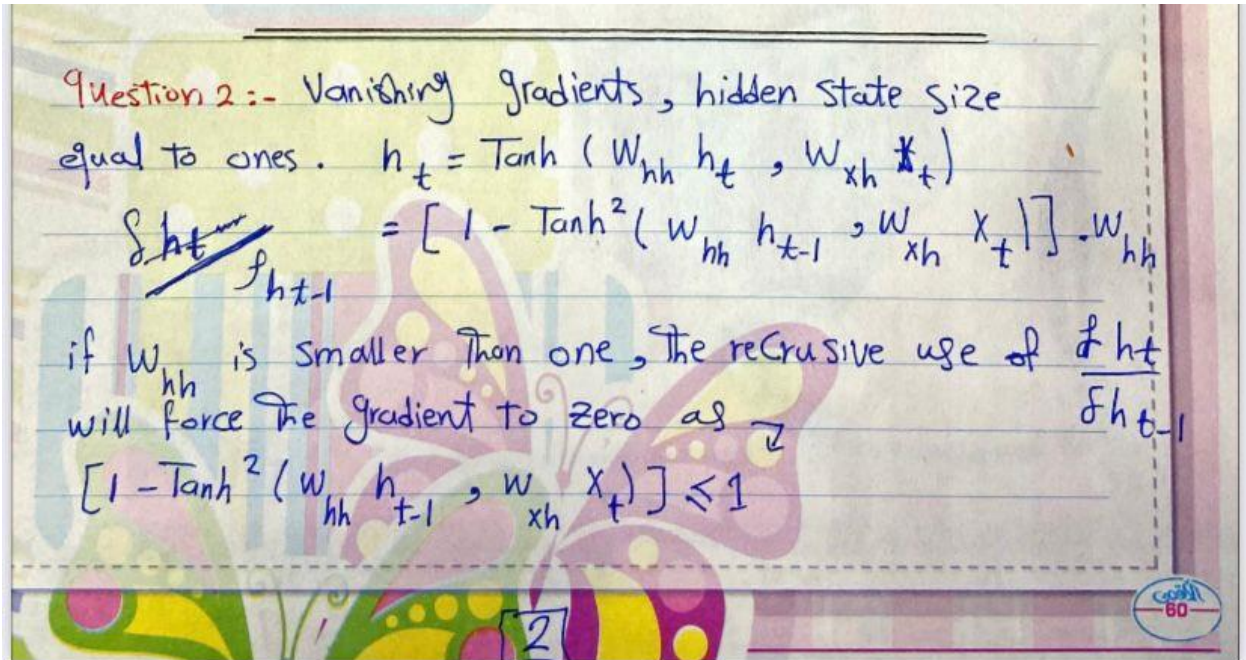 Question 2 :- Vanishing gradients, hidden state size
equal to ones. h_t = Tanh (W_hh h_t , W_xh X_t)
δh_t / δh_t-1 = [1 - Tanh² (W_hh h_t-1 , W_xh X_t)] . W_hh
if W_hh is smaller Than one, The recrusive use of δh_t / δh_t-1
will force The gradient to zero as ↴
[1 - Tanh² (W_hh h_t-1 , W_xh X_t)] ≤ 1
60
2